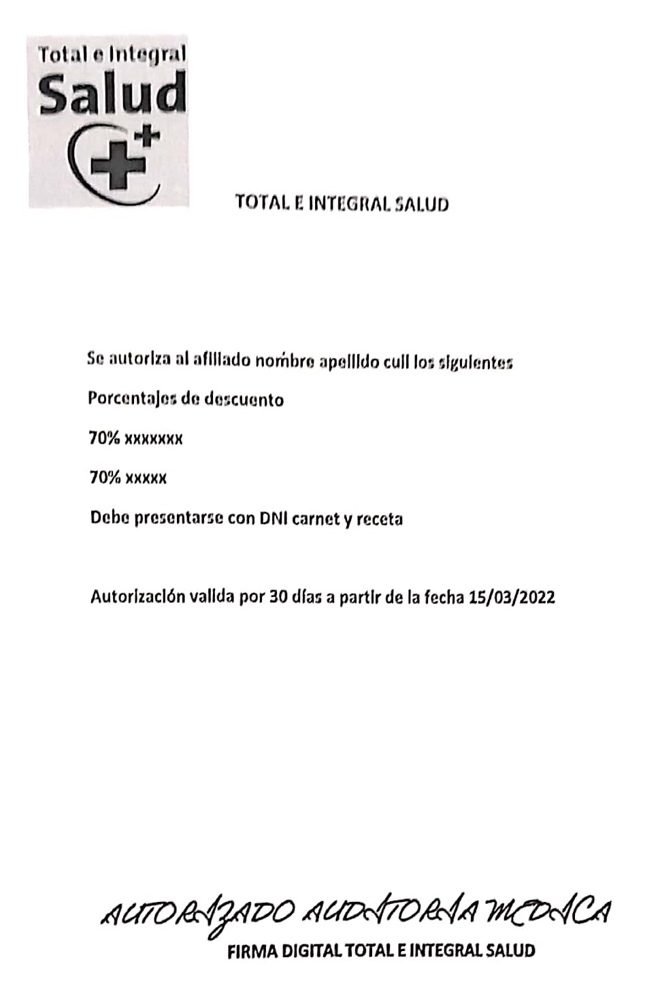 Total e Integral
Salud
TOTAL E INTEGRAL SALUD
Se autoriza al afiliado nombre apellido cuil los siguientes
Porcentajes de descuento
70% xxxxxxx
70% xxxxx
Debe presentarse con DNI carnet y receta
Autorización valida por 30 días a partir de la fecha 15/03/2022
AUTORIZADO AUDITORIA MEDICA
FIRMA DIGITAL TOTAL E INTEGRAL SALUD